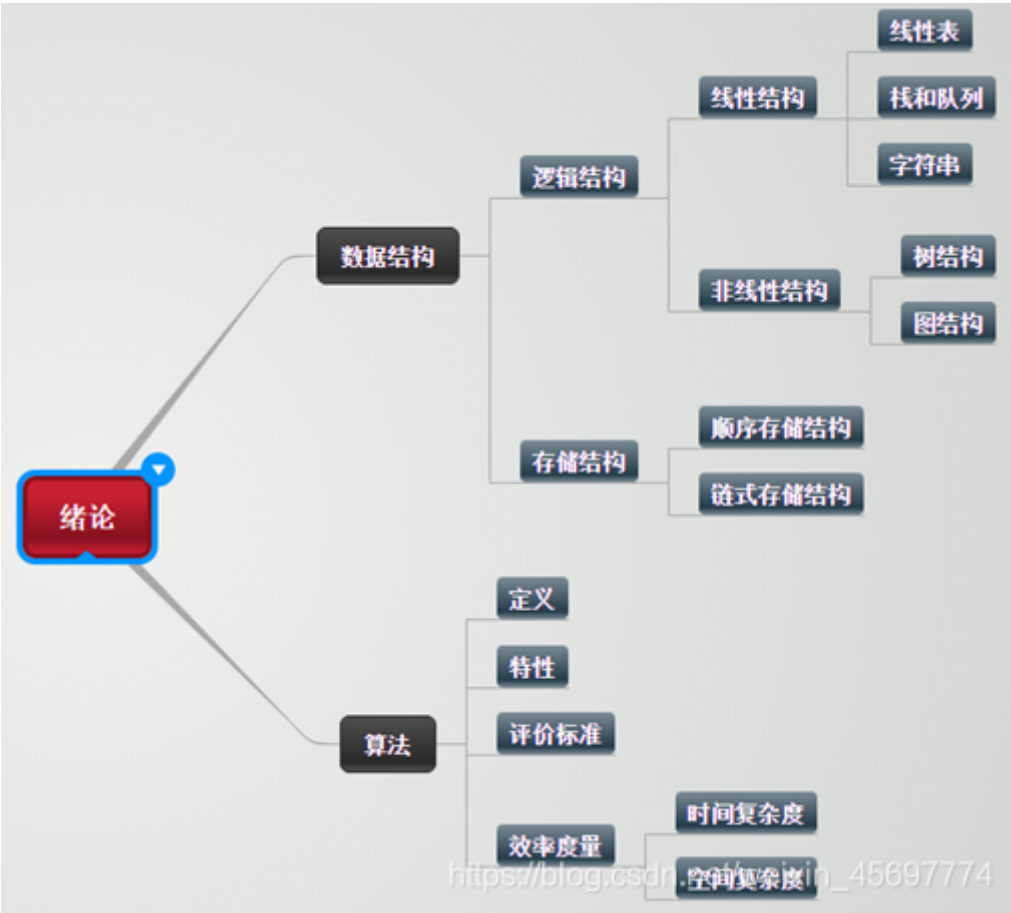 绪论
数据结构
逻辑结构
线性结构
线性表
栈和队列
字符串
非线性结构
树结构
图结构
存储结构
顺序存储结构
链式存储结构
算法
定义
特性
评价标准
效率度量
时间复杂度
空间复杂度
https://blog.csdn.net/weixin_45697774